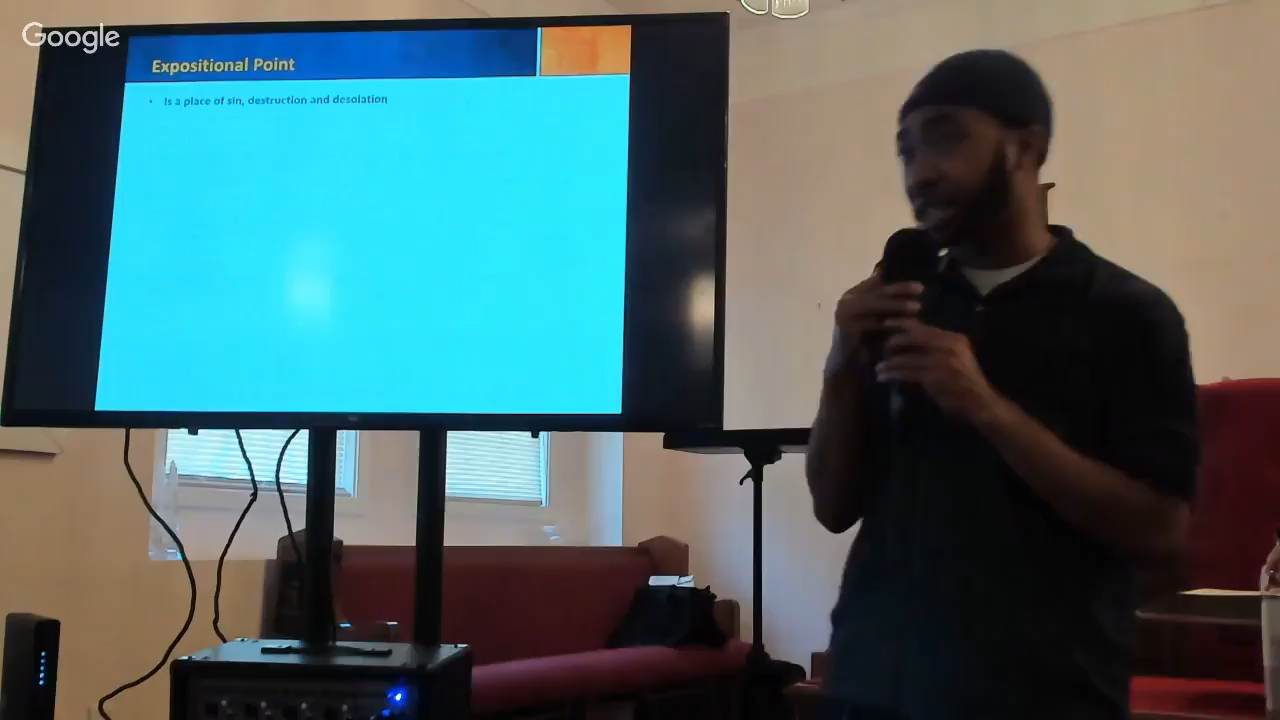 Google
Expositional Point
• Is a place of sin, destruction and desolation